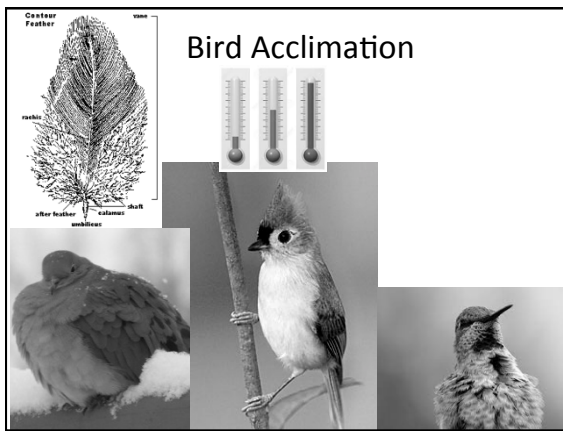 Contour
Feather
vane
Bird Acclimation
rachis
shaft
after feather
calamus
umbilicus